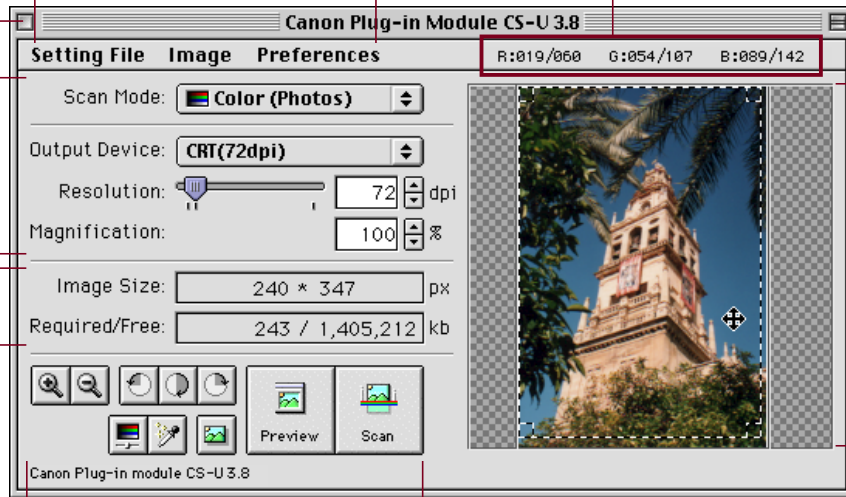 Canon Plug-in Module CS-U 3.8
Setting File Image Preferences
R:019/060 G:054/107 B:089/142
Scan Mode: Color (Photos)
Output Device: CRT(72dpi)
Resolution: 72 dpi
Magnification: 100 %
Image Size: 240 * 347 px
Required/Free: 243 / 1,405,212 kb
Preview Scan
Canon Plug-in module CS-U 3.8